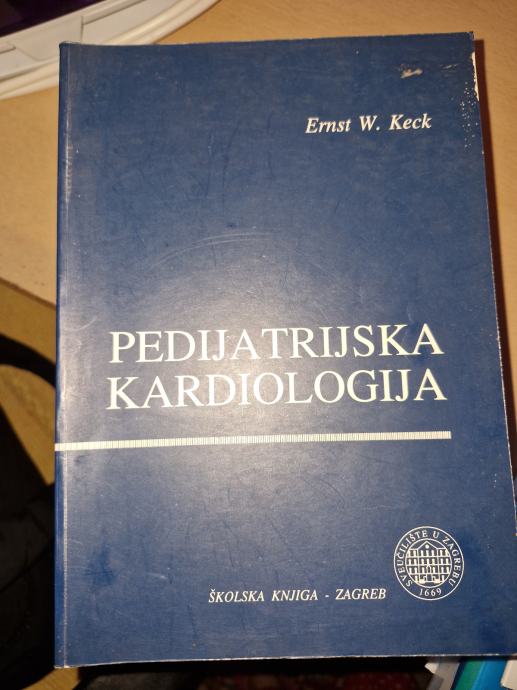 Ernst W. Keck
PEDIJATRIJSKA
KARDIOLOGIJA
ŠKOLSKA KNJIGA - ZAGREB
SVEUČILIŠTE U ZAGREBU
1669